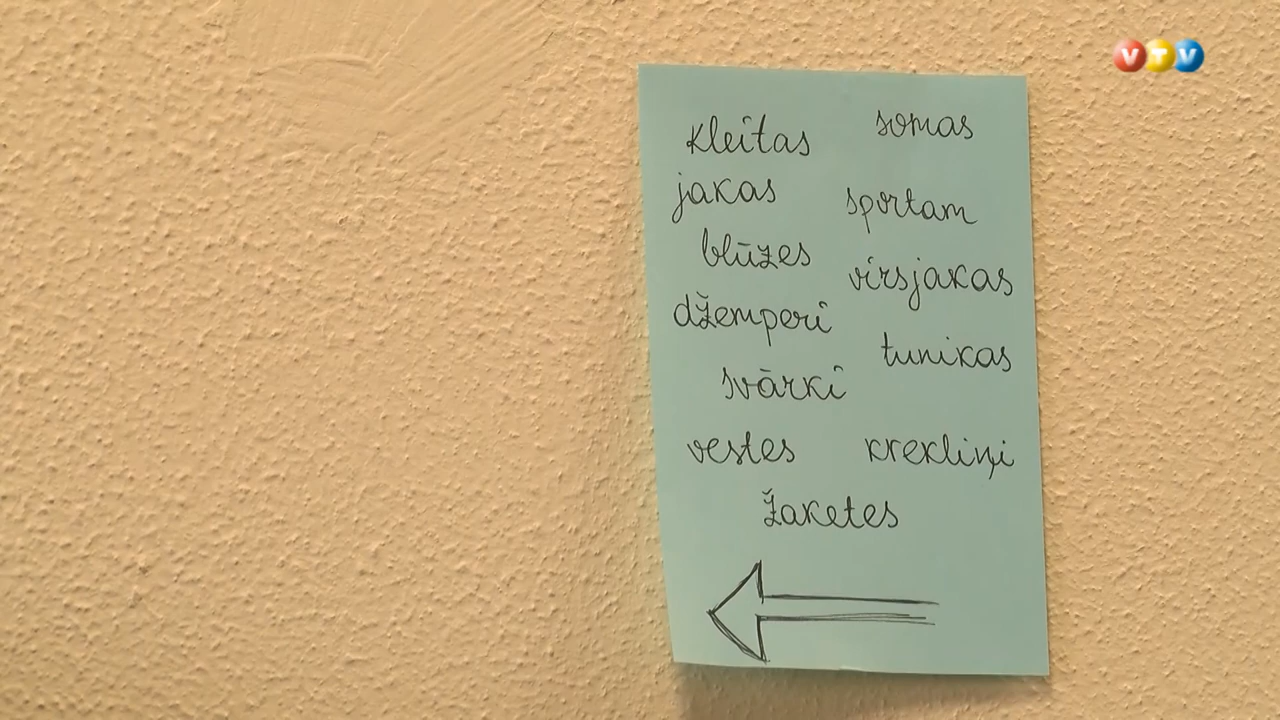 VTV
kleitas somas
jakas sportam
blūzes virsjakas
džemperi tunikas
svārki
vestes krekliņi
žaketes